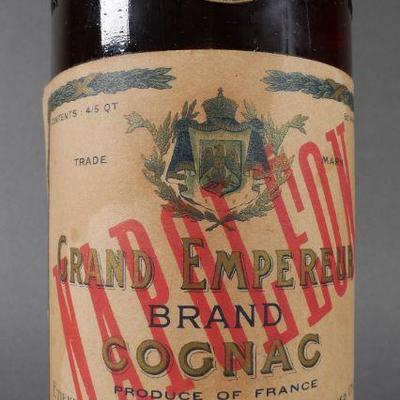 CONTENTS: 4/5 QT
TRADE MARK
NAPOLEON
GRAND EMPEREUR
BRAND
COGNAC
PRODUCE OF FRANCE